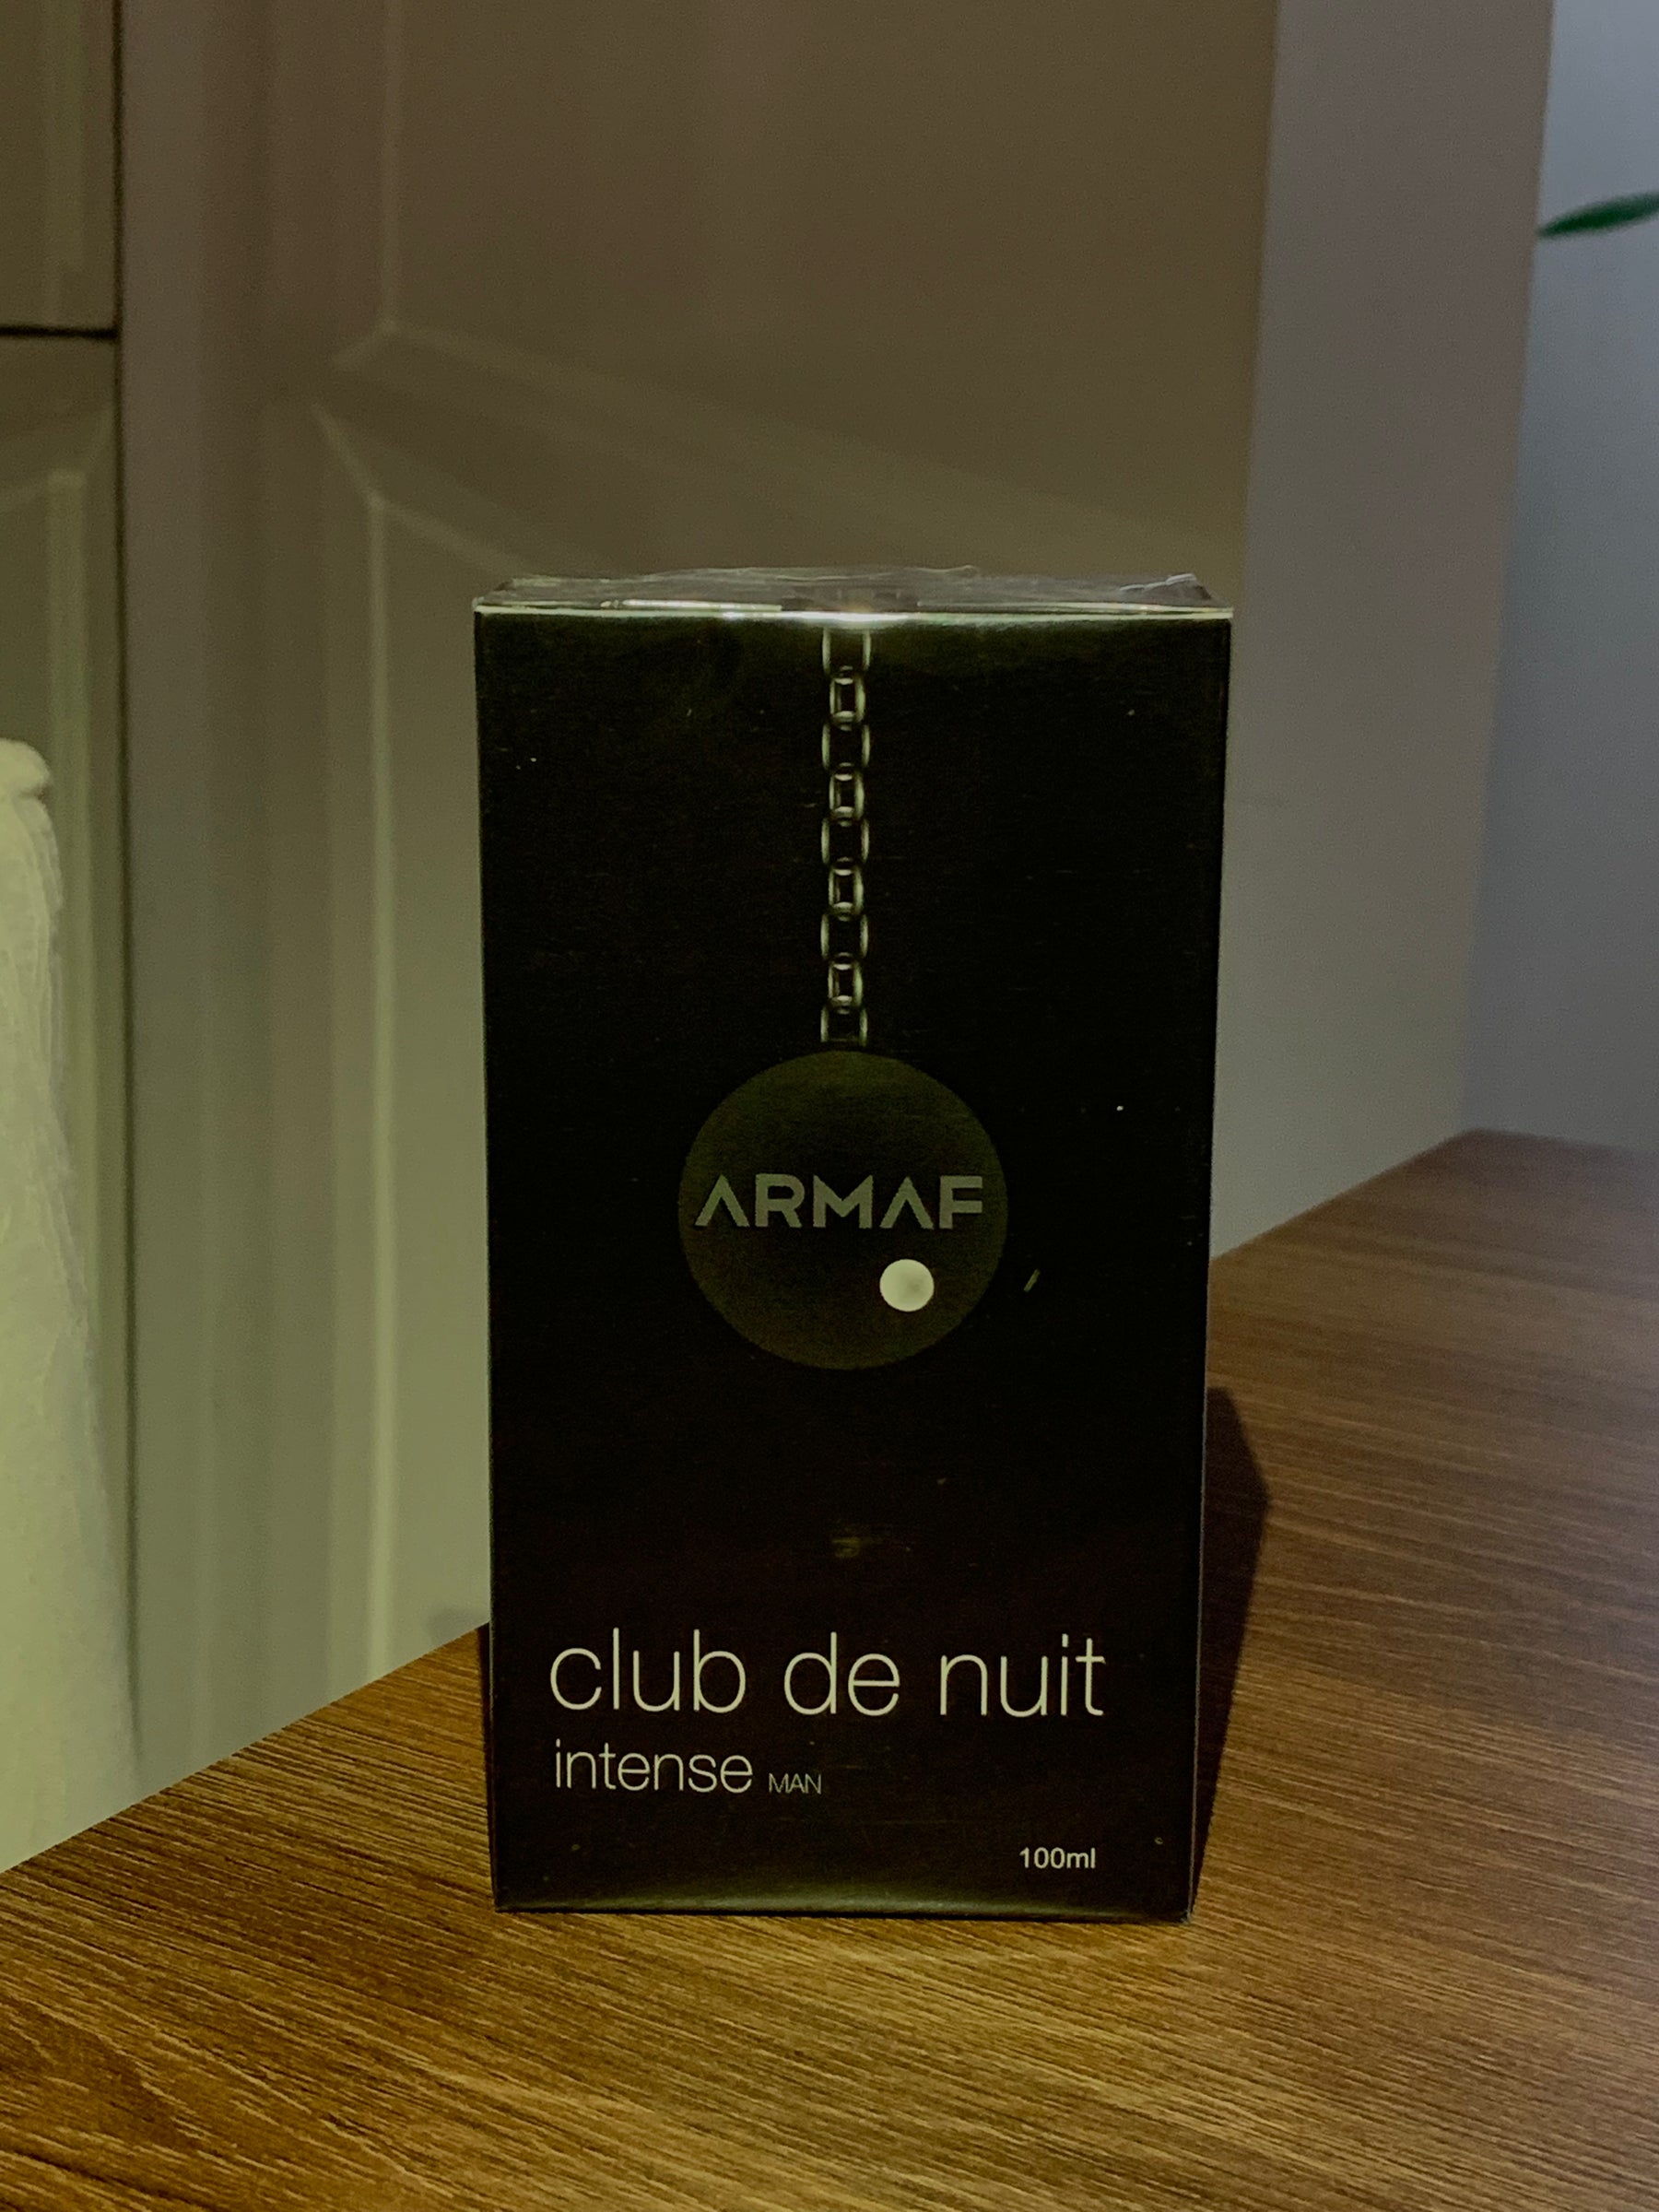 ARMAF
club de nuit
intense MAN
100ml